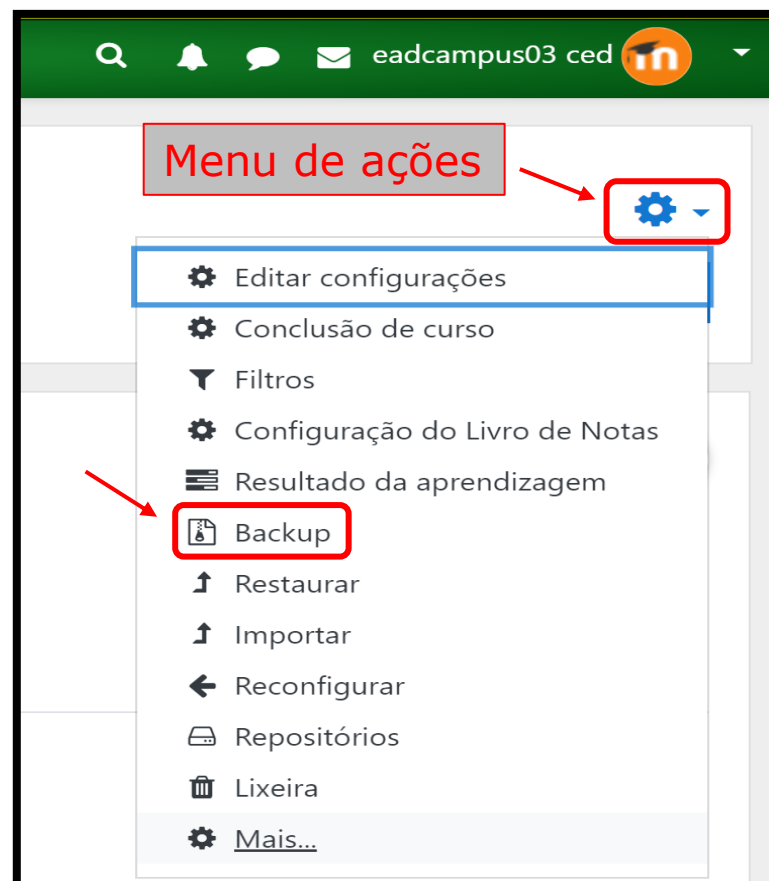 eadcampus03 ced
Menu de ações
Editar configurações
Conclusão de curso
Filtros
Configuração do Livro de Notas
Resultado da aprendizagem
Backup
Restaurar
Importar
Reconfigurar
Repositórios
Lixeira
Mais...